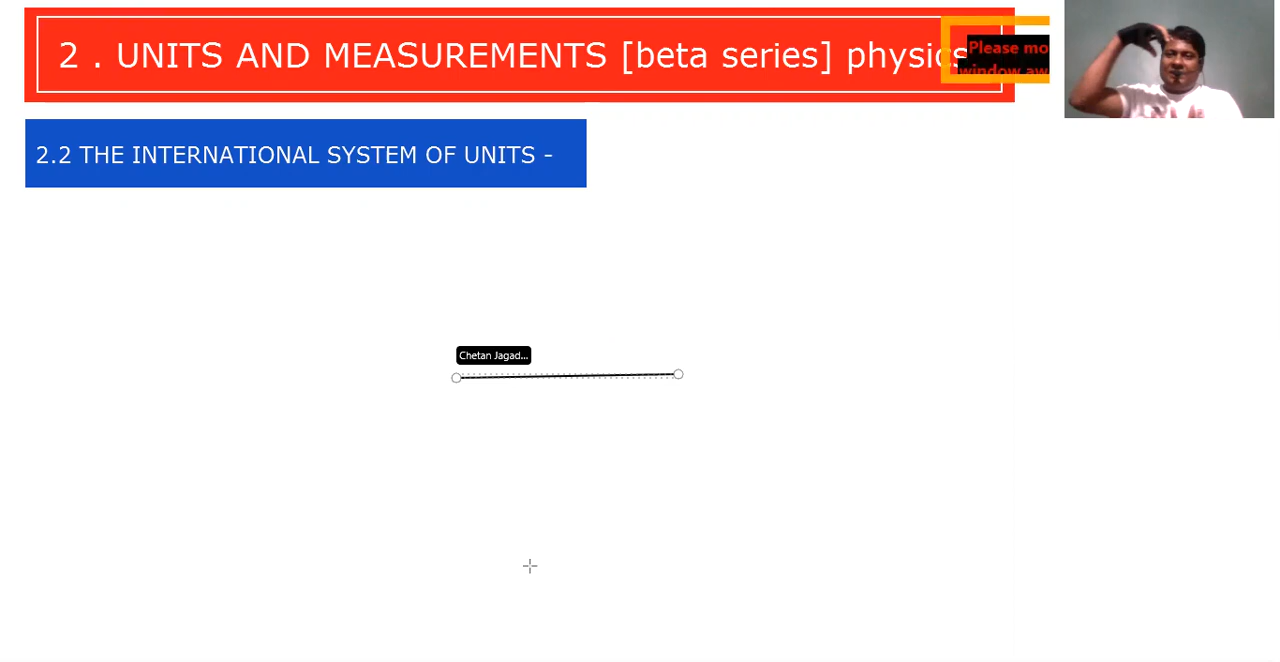 2 . UNITS AND MEASUREMENTS [beta series] physics
Please mo
window aw
2.2 THE INTERNATIONAL SYSTEM OF UNITS -
Chetan Jagad...